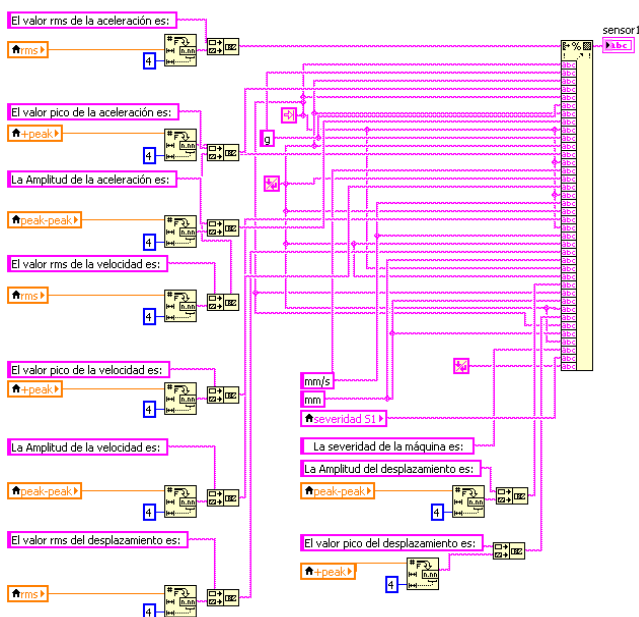 El valor rms de la aceleración es:
sensor1
abc
rms
4
El valor pico de la aceleración es:
+peak
4
g
La Amplitud de la aceleración es:
peak-peak
4
El valor rms de la velocidad es:
rms
4
El valor pico de la velocidad es:
+peak
4
mm/s
mm
severidad S1
La Amplitud de la velocidad es:
La severidad de la máquina es:
La Amplitud del desplazamiento es:
peak-peak
4
peak-peak
4
El valor rms del desplazamiento es:
El valor pico del desplazamiento es:
+peak
4
rms
4